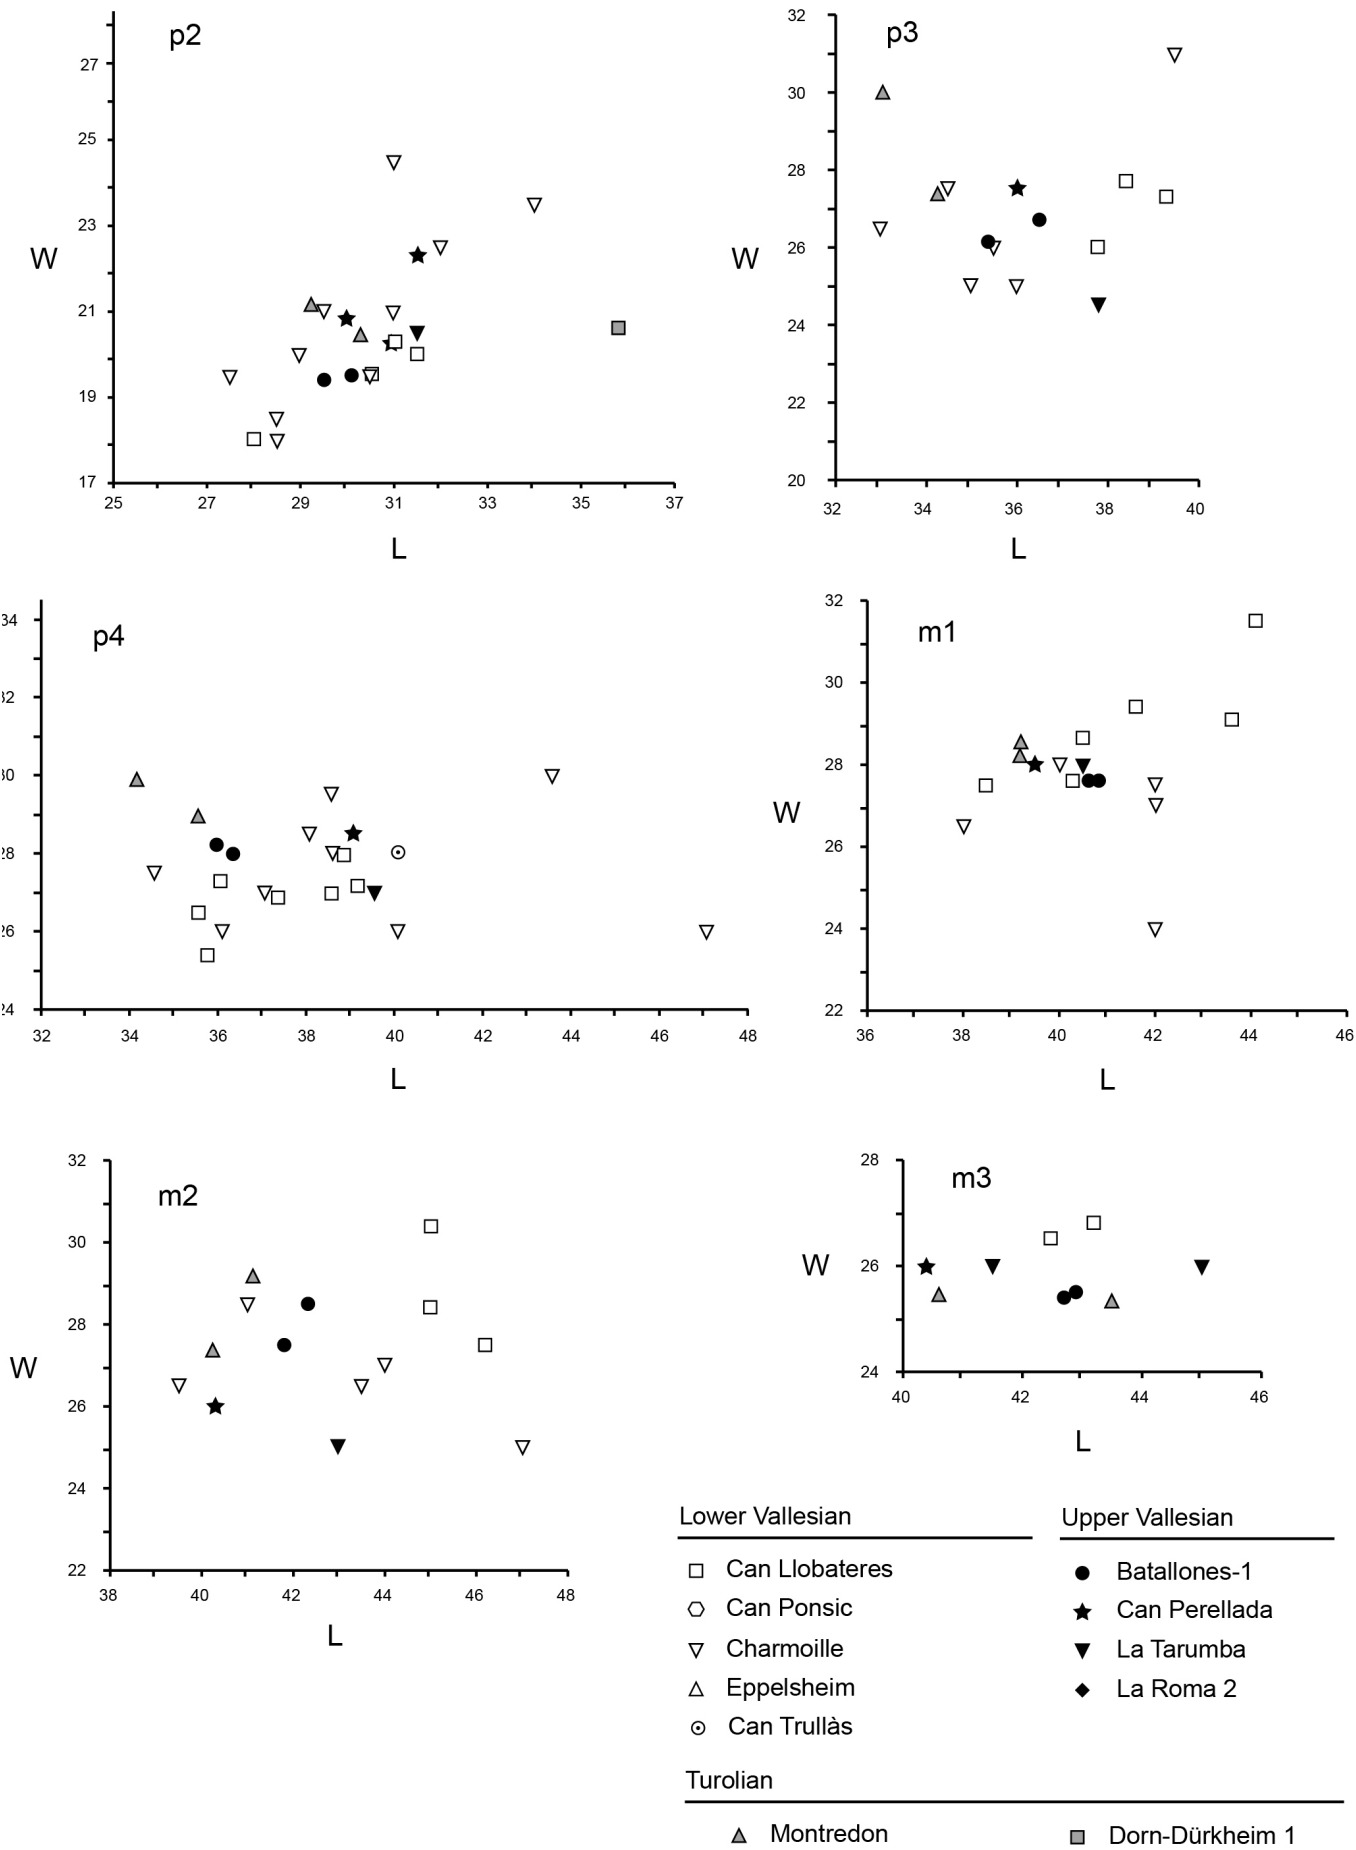 p2
27
25
23
21
19
17
W
25 27 29 31 33 35 37
L
p3
32
30
28
26
24
22
20
W
32 34 36 38 40
L
p4
34
32
30
28
26
24
32 34 36 38 40 42 44 46 48
L
m1
32
30
28
26
24
22
W
36 38 40 42 44 46
L
m2
32
30
28
26
24
22
W
38 40 42 44 46 48
L
m3
28
26
24
W
40 42 44 46
L
Lower Vallesian
Can Llobateres
Can Ponsic
Charmoille
Eppelsheim
Can Trullàs
Upper Vallesian
Batallones-1
Can Perellada
La Tarumba
La Roma 2
Turolian
Montredon
Dorn-Dürkheim 1